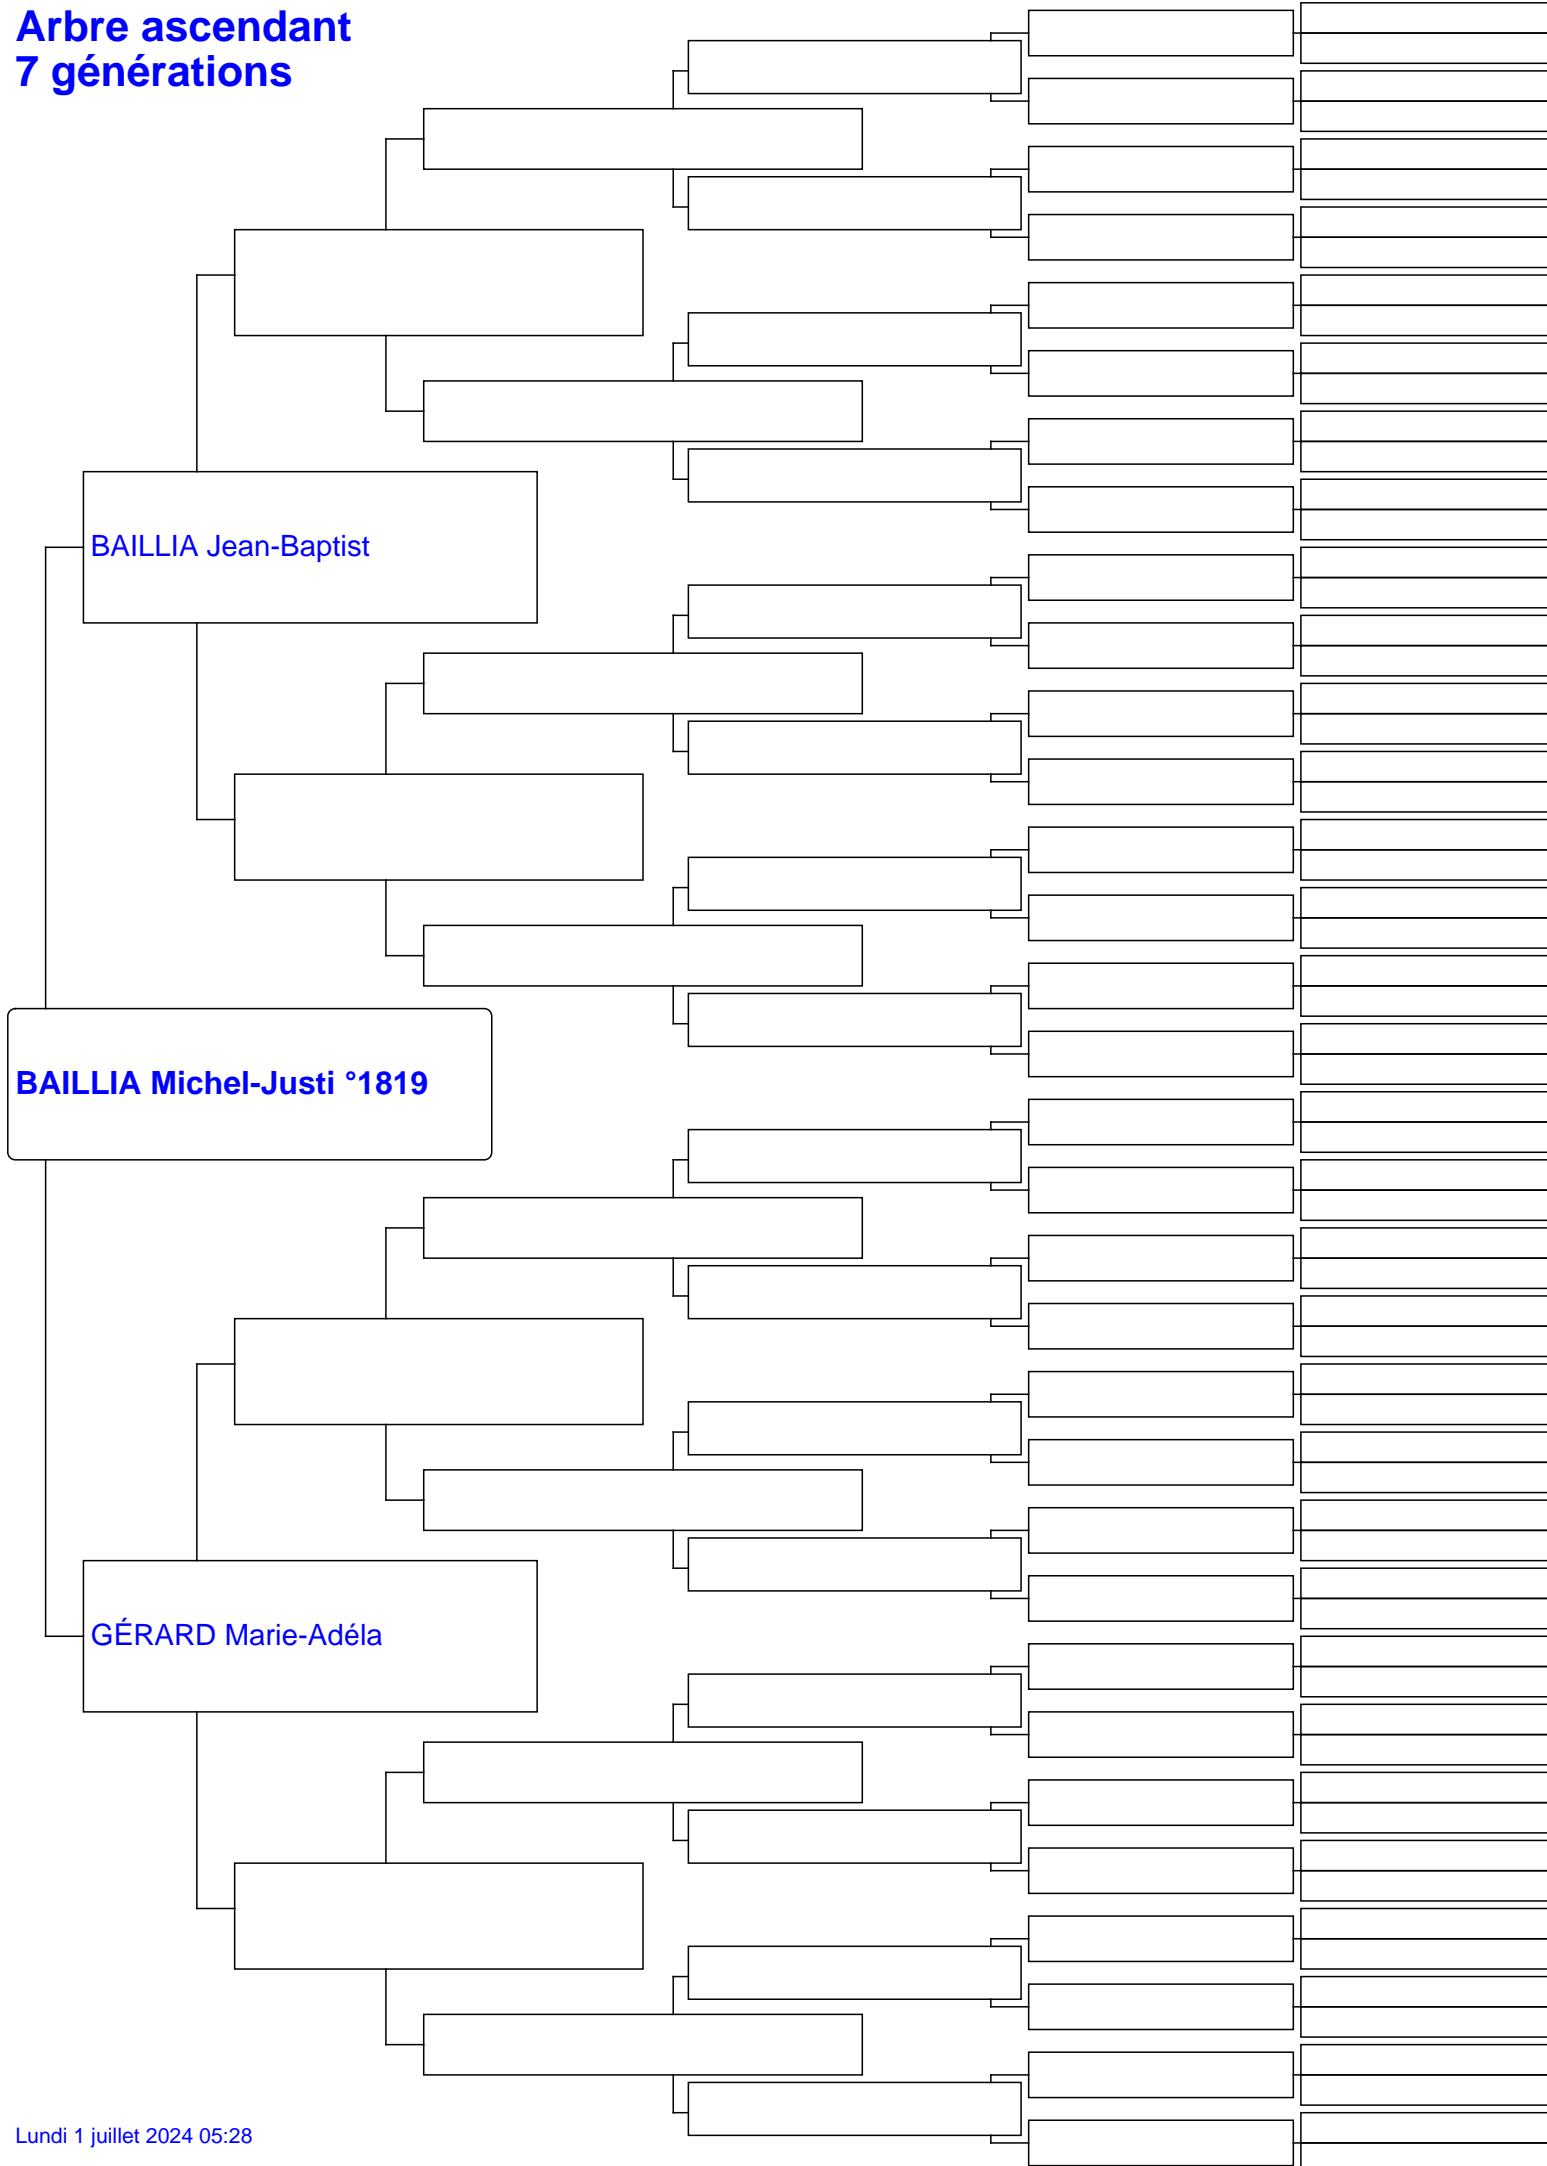 Arbre ascendant
7 générations
BAILLIA Jean-Baptist
BAILLIA Michel-Justi °1819
GÉRARD Marie-Adéla
Lundi 1 juillet 2024 05:28